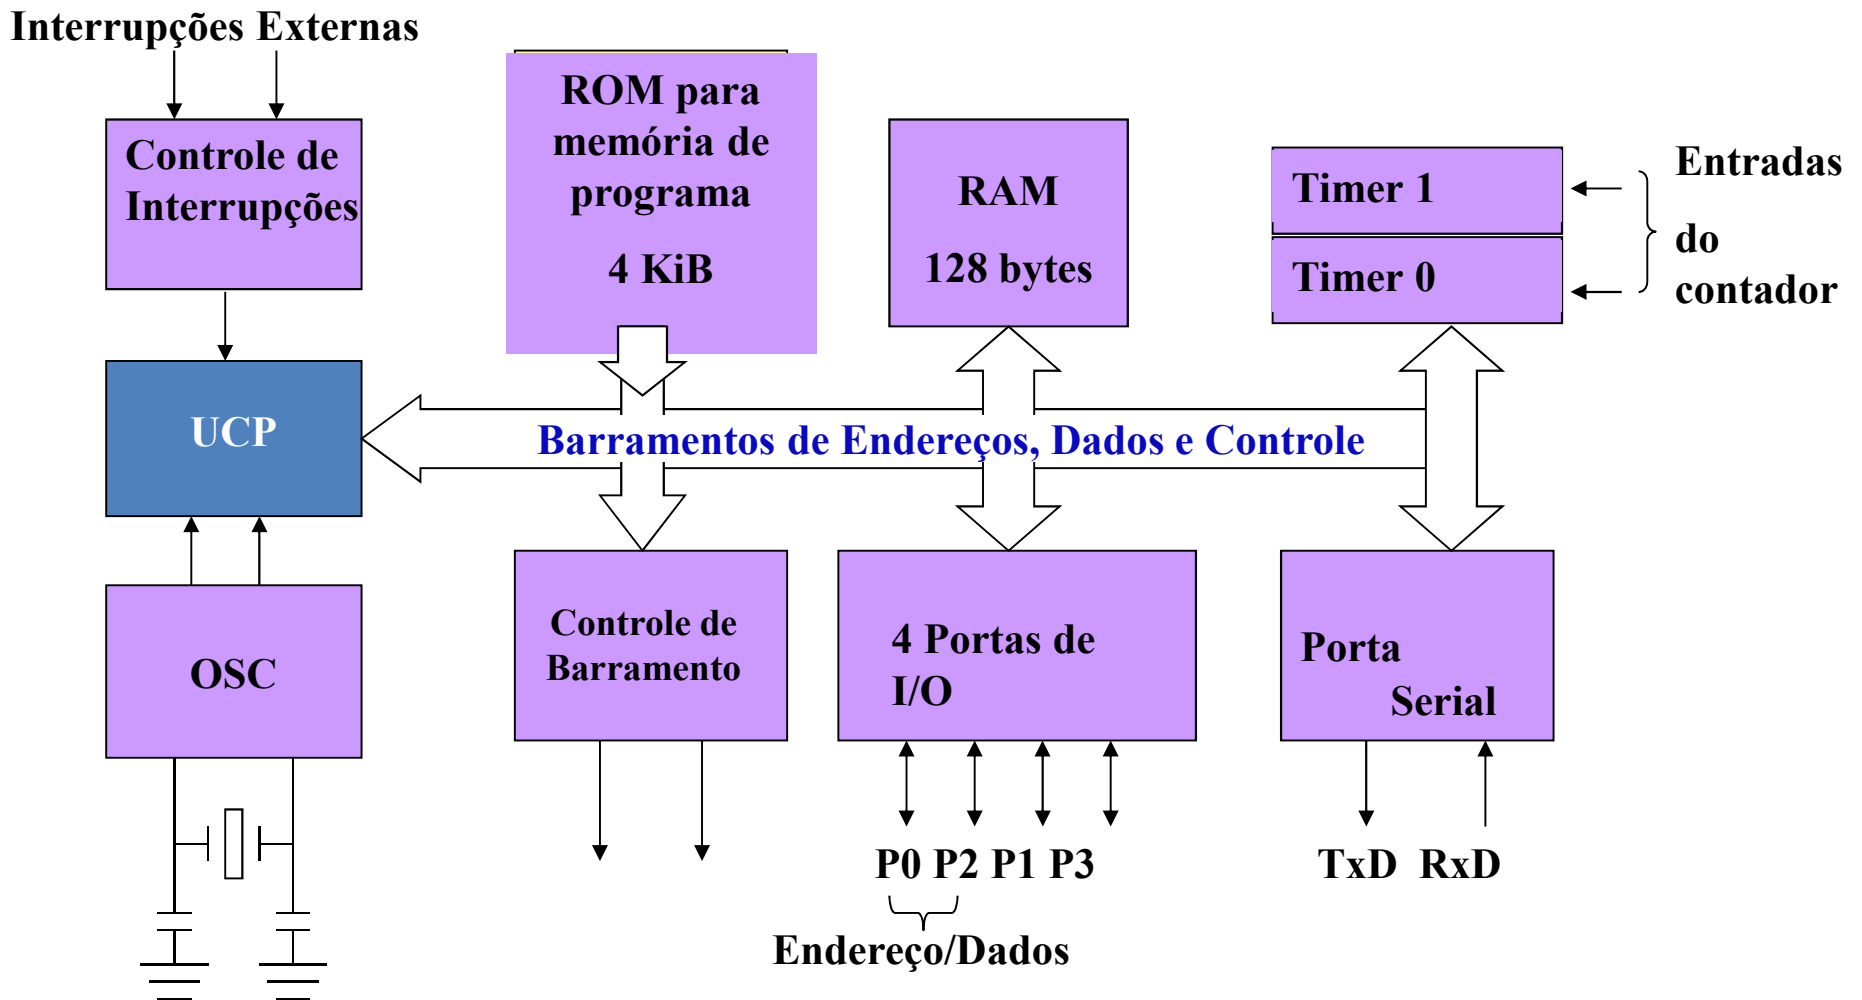 Interrupções Externas
Controle de
Interrupções
ROM para
memória de
programa
4 KiB
RAM
128 bytes
Timer 1
Timer 0
Entradas
do
contador
UCP
Barramentos de Endereços, Dados e Controle
OSC
Controle de
Barramento
4 Portas de
I/O
Porta
Serial
P0 P2 P1 P3
TxD RxD
Endereço/Dados